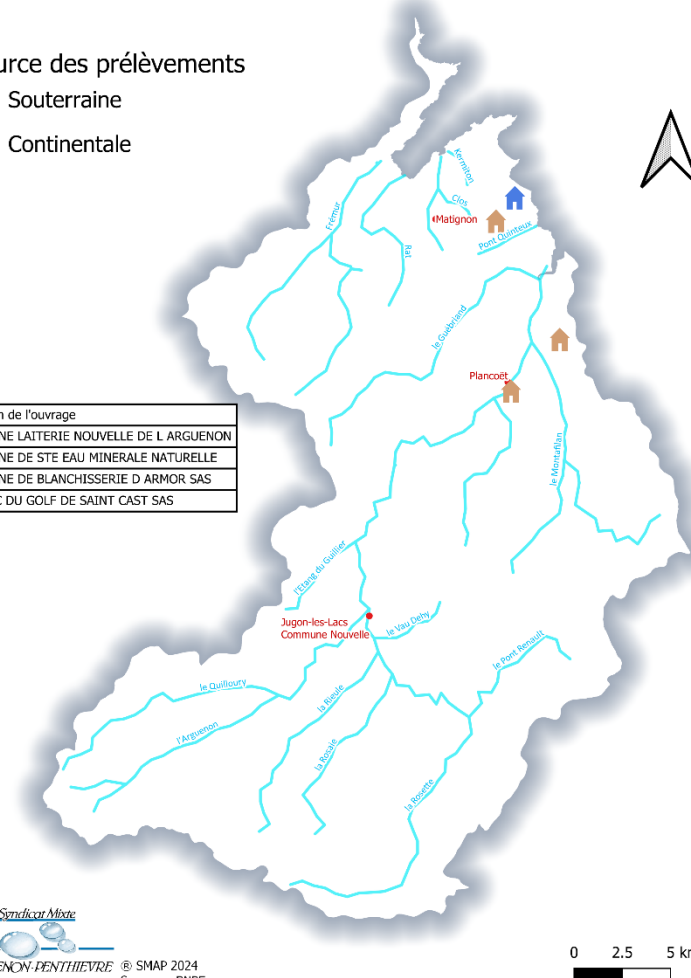 urce des prélèvements
Souterraine
Continentale
Kermiton
Clos
Frémur
Matignon
Rat
Pont Quinteux
le Guébriand
Plancoët
n de l'ouvrage
NE LAITERIE NOUVELLE DE L ARGUENON
NE DE STE EAU MINERALE NATURELLE
NE DE BLANCHISSERIE D ARMOR SAS
C DU GOLF DE SAINT CAST SAS
le Montafilan
l'Etang du Guillier
Jugon-les-Lacs
Commune Nouvelle
le Vau Dehy
le Pont Renault
le Quilloury
la Rieule
l'Arguenon
la Rosaie
la Rosette
Syndicat Mixte
ENON-PENTHIEVRE
® SMAP 2024
0 2.5 5 k